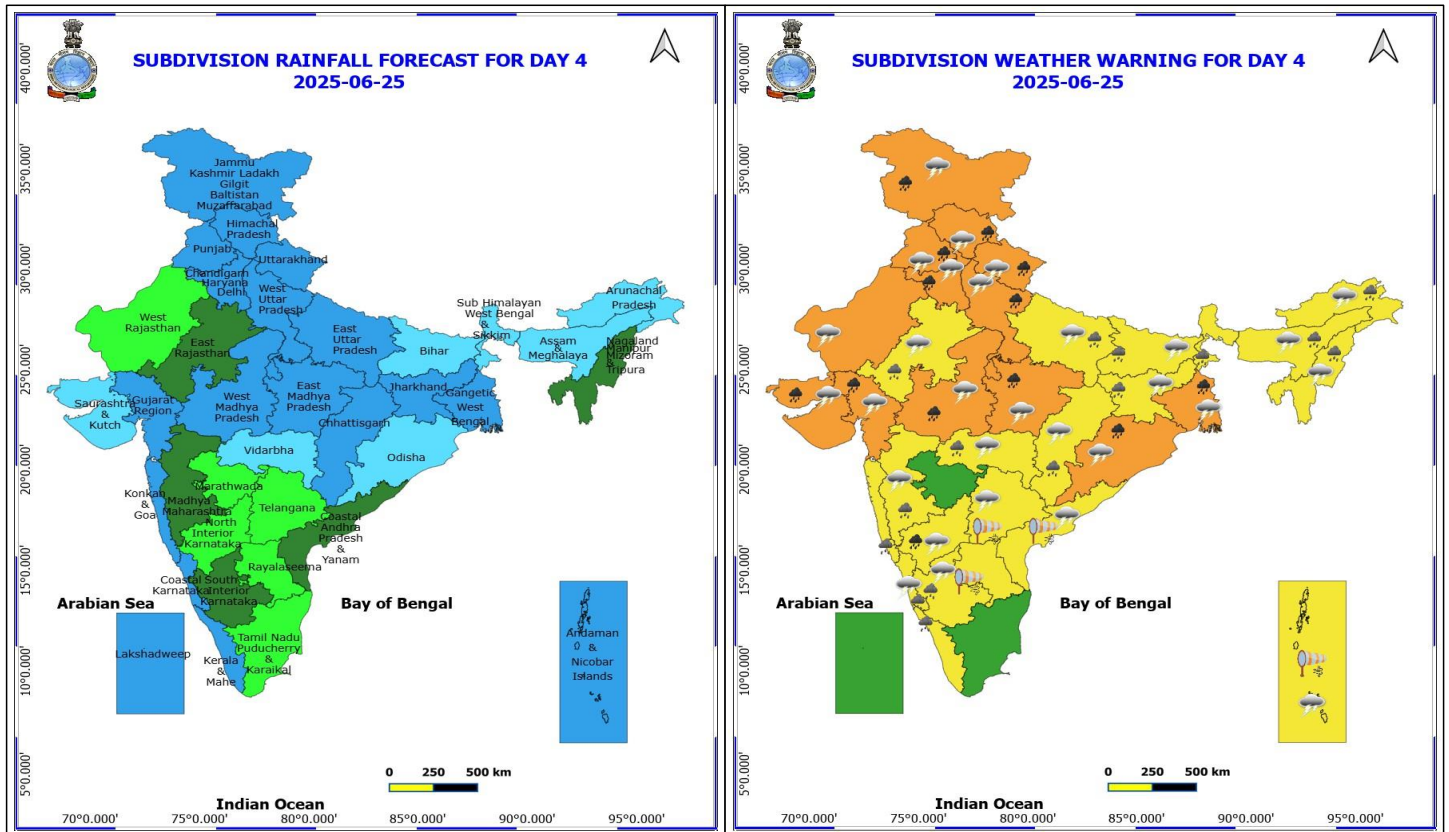 SUBDIVISION RAINFALL FORECAST FOR DAY 4
2025-06-25
40°0.000'
35°0.000'
30°0.000'
25°0.000'
20°0.000'
15°0.000'
10°0.000'
5°0.000'
Jammu
Kashmir Ladakh
Gilgit
Baltistan
Muzaffarabad
Himachal
Pradesh
Punjab
Uttarakhand
Chandigarh
Haryana
Delhi
West
Uttar
Pradesh
West
Rajasthan
East
Rajasthan
East
Uttar
Pradesh
Bihar
Sub Himalayan
West Bengal
&
Sikkim
Arunachal
Pradesh
Assam
&
Meghalaya
Nagaland
Manipur
Mizoram
&
Tripura
Saurashtra
&
Kutch
Gujarat
Region
West
Madhya
Pradesh
East
Madhya
Pradesh
Jharkhand
Gangetic
West
Bengal
Chhattisgarh
Vidarbha
Odisha
Konkan
&
Goa
Madhya
Maharashtra
Marathwada
Telangana
North
Interior
Karnataka
Coastal
Andhra
Pradesh
&
Yanam
Rayalaseema
Coastal
Karnataka
South
Interior
Karnataka
Tamil Nadu
Puducherry
&
Karaikal
Kerala
&
Mahe
Lakshadweep
Andaman
&
Nicobar
Islands
Arabian Sea
Bay of Bengal
Indian Ocean
0 250 500 km
70°0.000' 75°0.000' 80°0.000' 85°0.000' 90°0.000' 95°0.000'
SUBDIVISION WEATHER WARNING FOR DAY 4
2025-06-25
40°0.000'
35°0.000'
30°0.000'
25°0.000'
20°0.000'
15°0.000'
10°0.000'
5°0.000'
Arabian Sea
Bay of Bengal
Indian Ocean
0 250 500 km
70°0.000' 75°0.000' 80°0.000' 85°0.000' 90°0.000' 95°0.000'